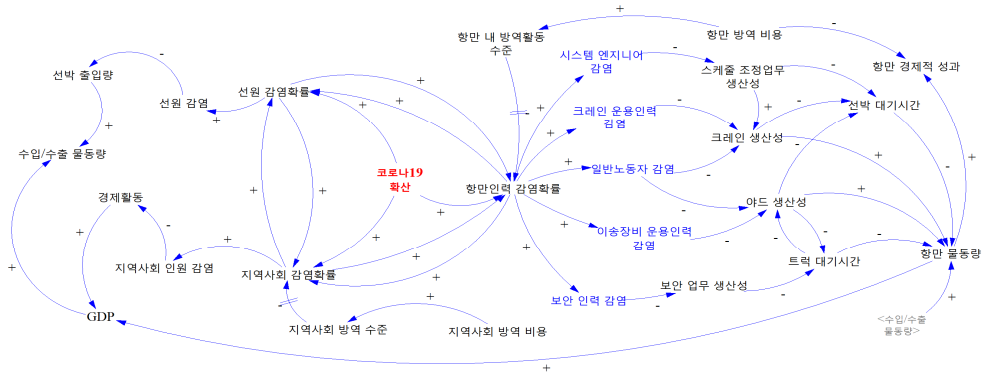 +
항만 내 방역활동
수준
항만 방역 비용
-
-
시스템 엔지니어
감염
-
스케줄 조정업무
생산성
-
항만 경제적 성과
선박 출입량
선원 감염
+
선원 감염확률
+
+
+
+
크레인 운용인력
김염
-
+
-
선박 대기시간
+
-
+
크레인 생산성
수입/수출 물동량
코로나19
확산
항만인력 감염확률
+
일반노동자 감염
+
-
+
-
+
경제활동
+
+
+
+
-
야드 생산성
+
-
+
-
+
+
이송장비 운용인력
감염
-
-
-
-
+
지역사회 인원 감염
지역사회 감염확률
+
+
트럭 대기시간
항만 물동량
+
-
+
보안 인력 감염
-
보안 업무 생산성
-
+
GDP
지역사회 방역 수준
지역사회 방역 비용
<수입/수출
물동량>
+